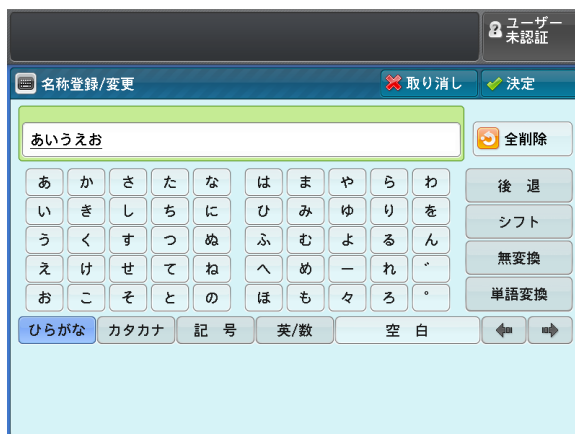 ユーザー
未認証
名称登録/変更 取り消し 決定
あいうえお 全削除
あ か さ た な は ま や ら わ 後 退
い き し ち に ひ み ゆ り を シフト
う く す つ ぬ ふ む よ る ん 無変換
え け せ て ね へ め ー れ ゛
お こ そ と の ほ も 々 ろ ゜ 単語変換
ひらがな カタカナ 記 号 英/数 空 白